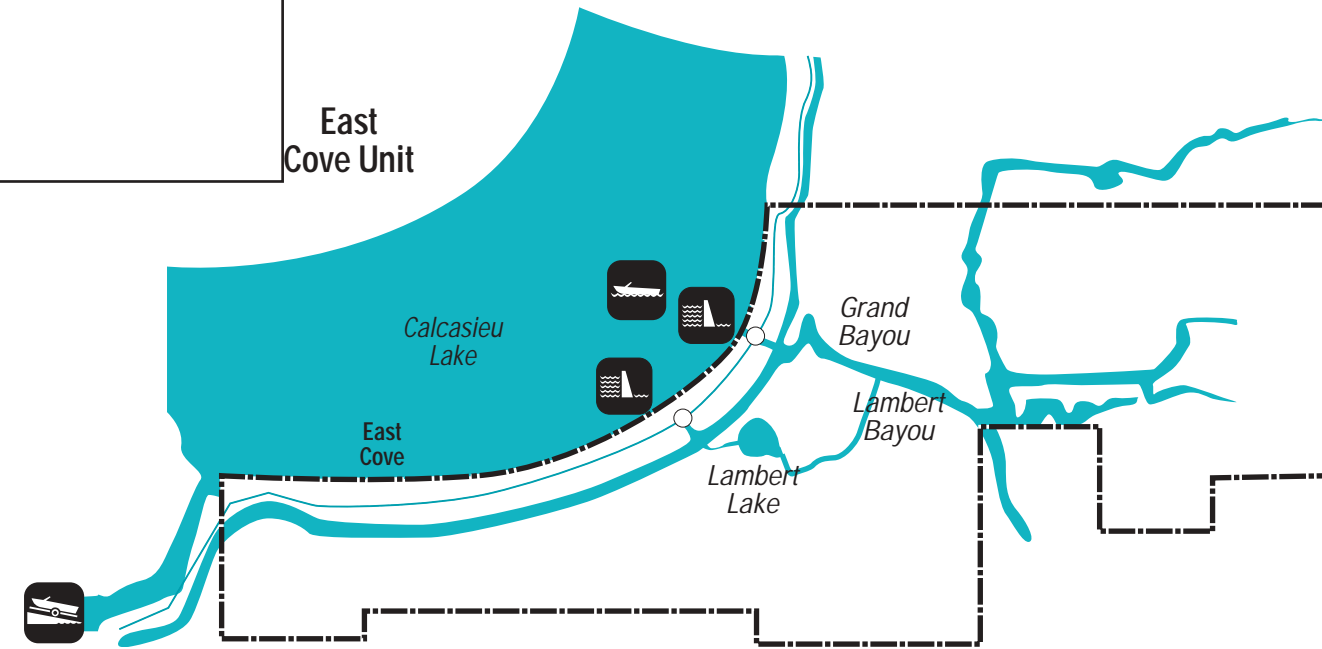 East
Cove Unit
Calcasieu
Lake
Grand
Bayou
Lambert
Bayou
East
Cove
Lambert
Lake